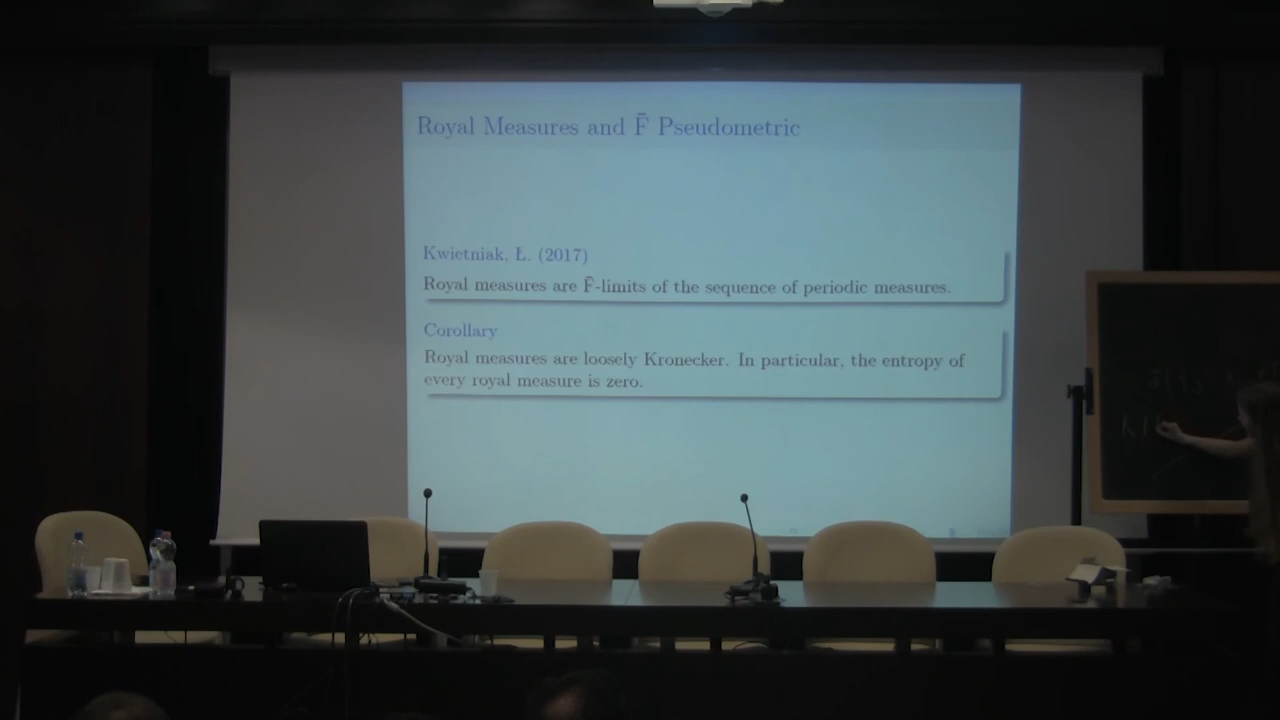 Royal Measures and F̄ Pseudometric
Kwietniak, Ł. (2017)
Royal measures are F̄-limits of the sequence of periodic measures.
Corollary
Royal measures are loosely Kronecker. In particular, the entropy of
every royal measure is zero.